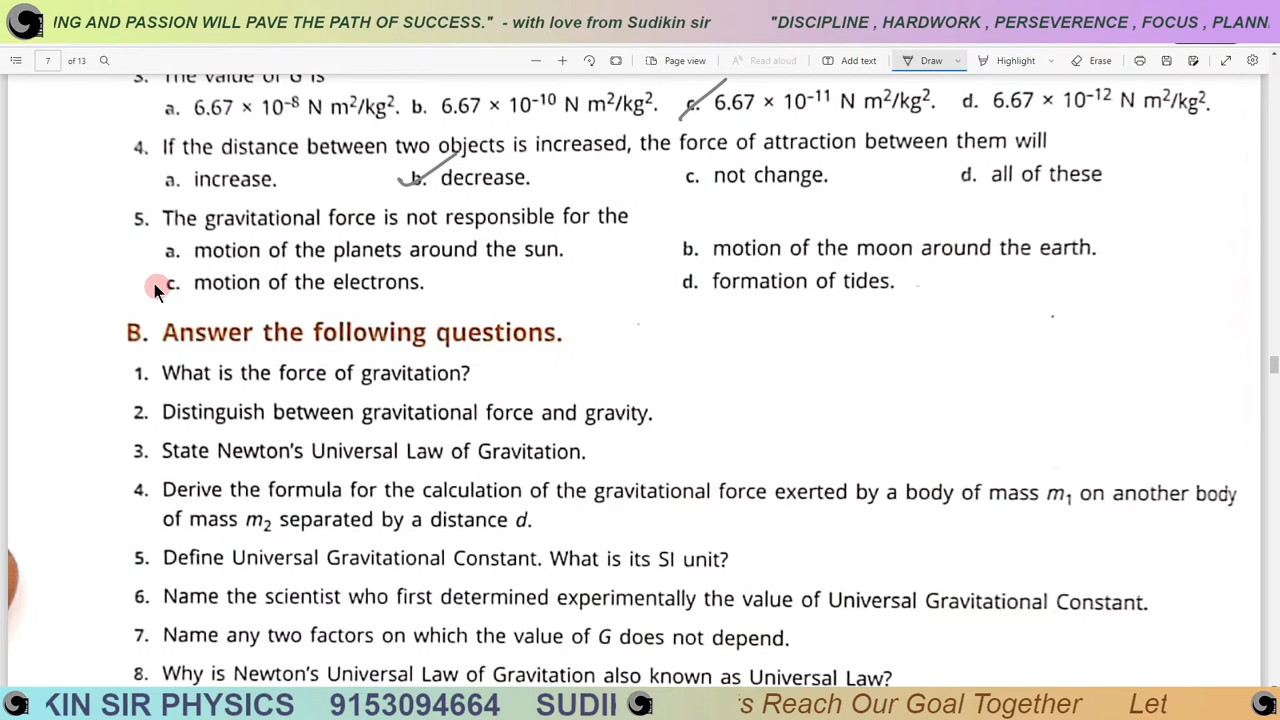 ING AND PASSION WILL PAVE THE PATH OF SUCCESS." - with love from Sudikin sir "DISCIPLINE , HARDWORK , PERSEVERENCE , FOCUS , PLANN
7 of 13 Page view Read aloud Add text Draw Highlight Erase
3. The value of G is
a. 6.67 × 10⁻⁸ N m²/kg². b. 6.67 × 10⁻¹⁰ N m²/kg². c. 6.67 × 10⁻¹¹ N m²/kg². d. 6.67 × 10⁻¹² N m²/kg².
4. If the distance between two objects is increased, the force of attraction between them will
a. increase. b. decrease. c. not change. d. all of these
5. The gravitational force is not responsible for the
a. motion of the planets around the sun. b. motion of the moon around the earth.
c. motion of the electrons. d. formation of tides.
B. Answer the following questions.
1. What is the force of gravitation?
2. Distinguish between gravitational force and gravity.
3. State Newton's Universal Law of Gravitation.
4. Derive the formula for the calculation of the gravitational force exerted by a body of mass m₁ on another body
of mass m₂ separated by a distance d.
5. Define Universal Gravitational Constant. What is its SI unit?
6. Name the scientist who first determined experimentally the value of Universal Gravitational Constant.
7. Name any two factors on which the value of G does not depend.
8. Why is Newton's Universal Law of Gravitation also known as Universal Law?
KIN SIR PHYSICS 9153094664 SUDIK 's Reach Our Goal Together Let